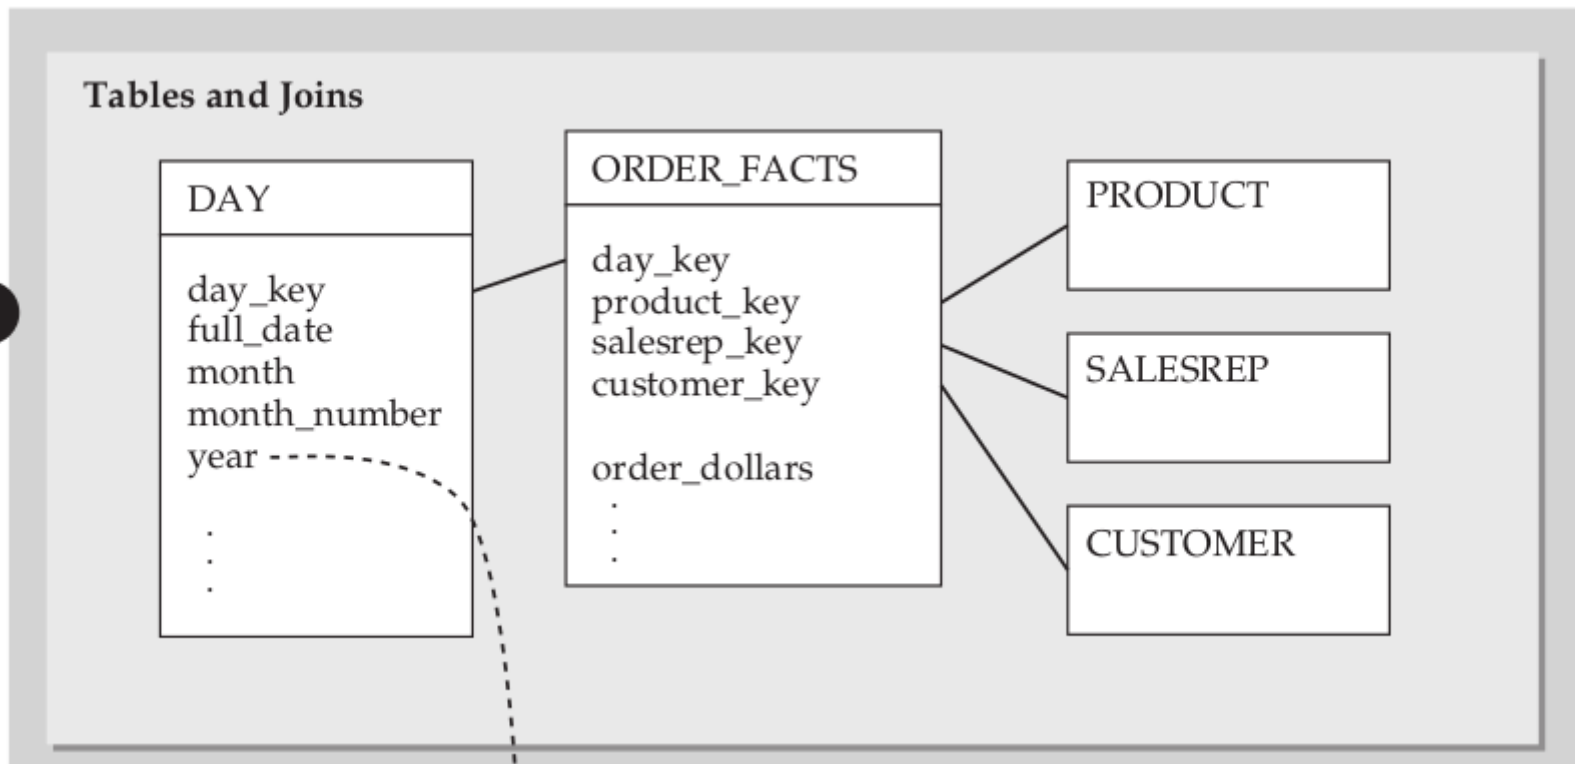 Tables and Joins
DAY
day_key
full_date
month
month_number
year
ORDER_FACTS
day_key
product_key
salesrep_key
customer_key
order_dollars
PRODUCT
SALESREP
CUSTOMER